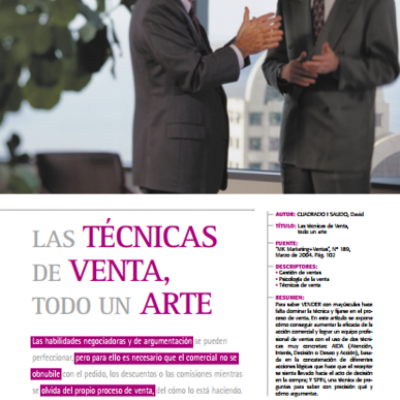 LAS TÉCNICAS
DE VENTA,
TODO UN ARTE
Las habilidades negociadoras y de argumentación se pueden
perfeccionar, pero para ello es necesario que el comercial no se
obnubile con el pedido, los descuentos o las comisiones mientras
se olvida del propio proceso de venta, del cómo lo está haciendo.
AUTOR: CUADRADO I SALIDO, David
TÍTULO: Las técnicas de Venta,
todo un arte
FUENTE:
"MK Marketing+Ventas", Nº 189,
Marzo de 2004, Pág. 102
DESCRIPTORES:
• Gestión de ventas
• Psicología de la venta
• Técnicas de venta
RESUMEN:
Para saber VENDER con mayúsculas hace
falta dominar la técnica y fijarse en el pro-
ceso de venta. En este artículo se expone
cómo conseguir aumentar la eficacia de la
acción comercial y lograr un equipo profe-
sional de ventas con el uso de dos técni-
cas muy concretas: AIDA (Atención,
Interés, Decisión o Deseo y Acción), basa-
da en la concatenación de diferentes
acciones lógicas que hace que el receptor
se sienta llevado hacia el acto de decisión
en la compra; Y SPIN, una técnica de pre-
guntas para saber con precisión qué y
cómo argumentar.